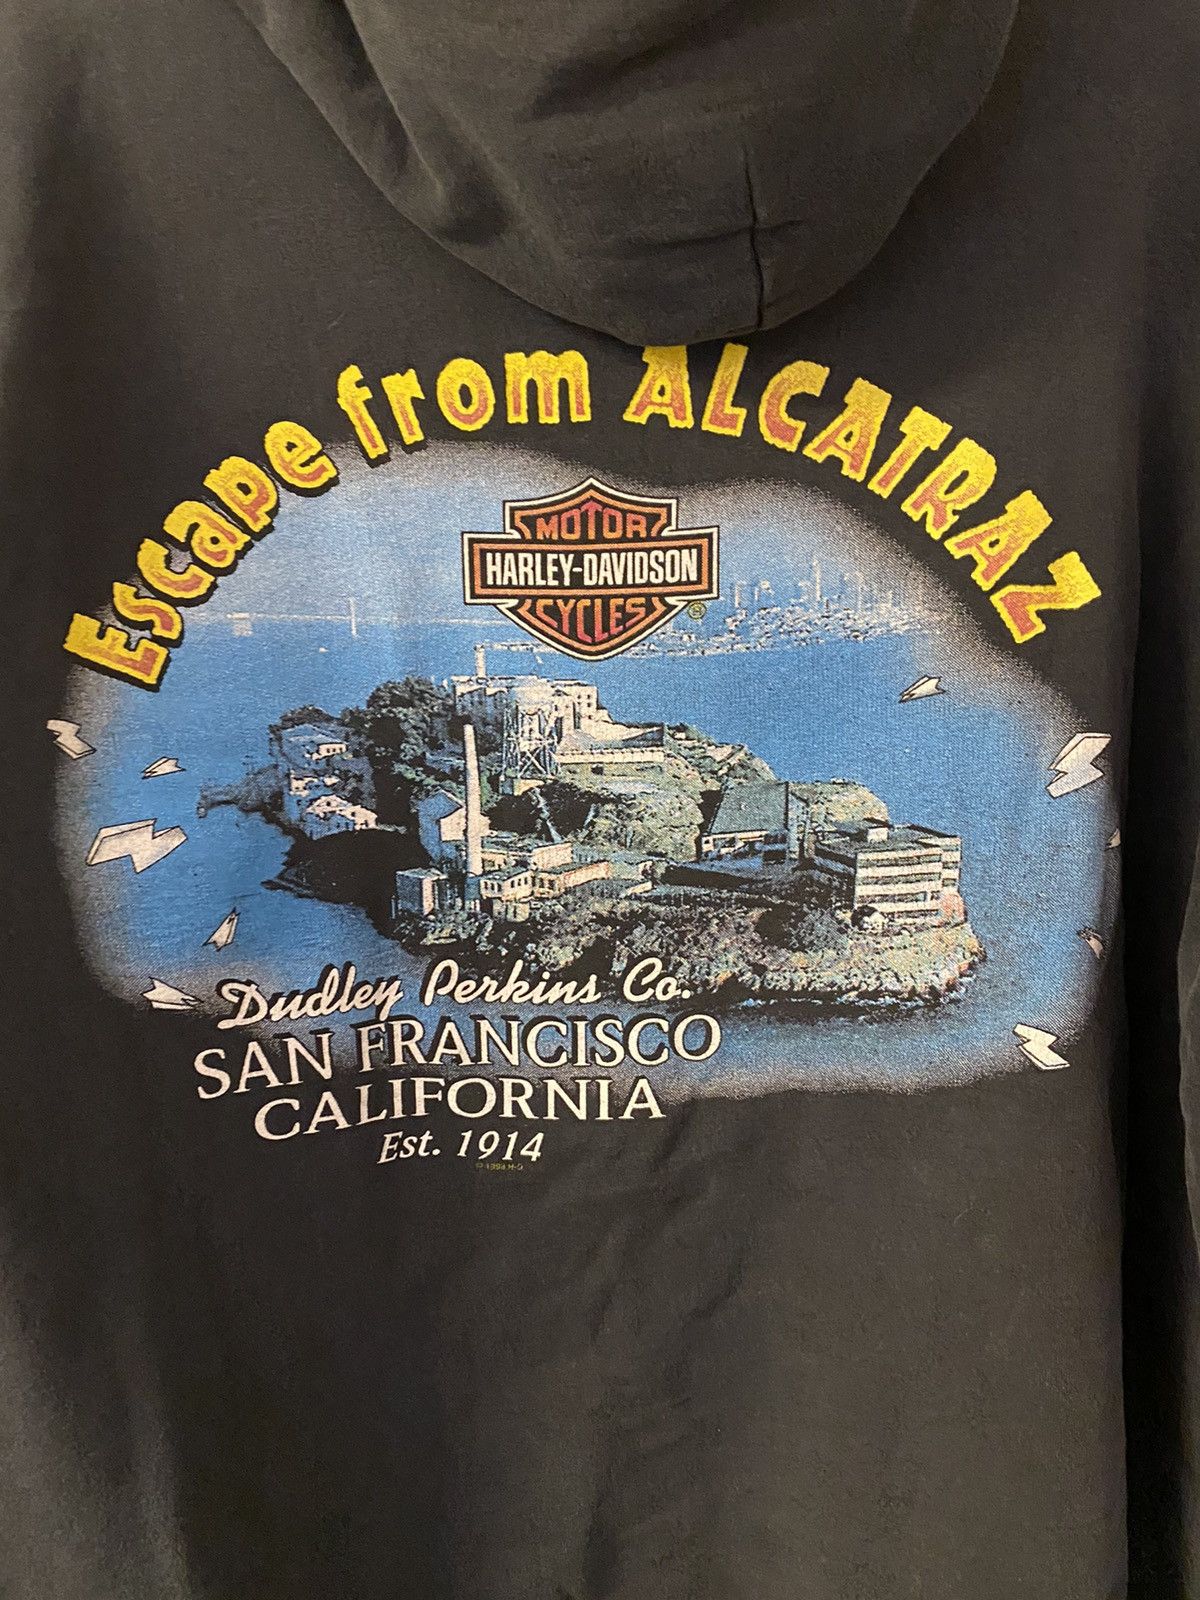 Escape from ALCATRAZ
MOTOR
HARLEY-DAVIDSON
CYCLES
®
Dudley Perkins Co.
SAN FRANCISCO
CALIFORNIA
Est. 1914